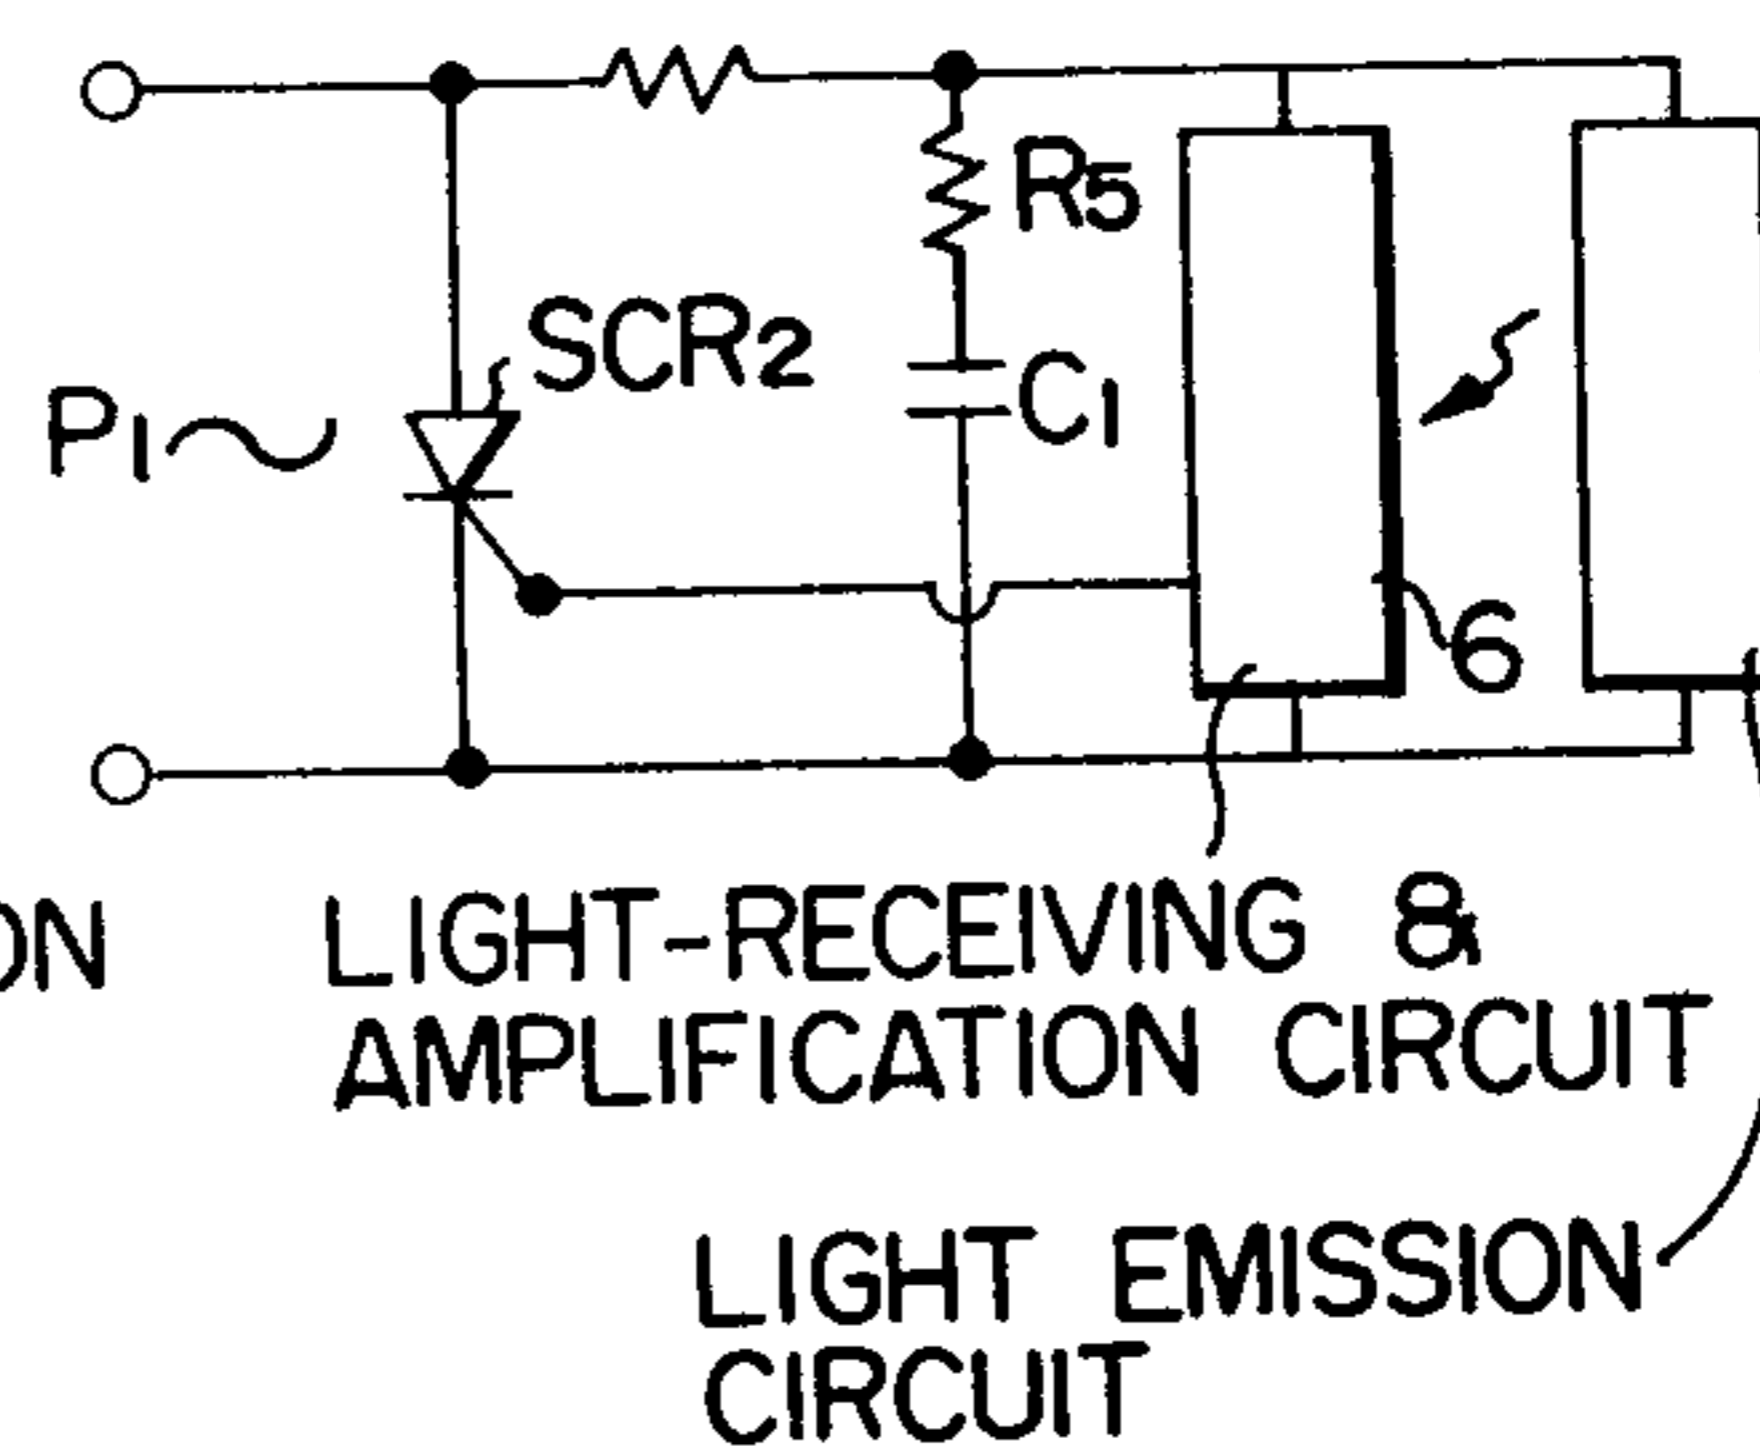 R5
SCR2
P1
C1
6
ON
LIGHT-RECEIVING &
AMPLIFICATION CIRCUIT
LIGHT EMISSION
CIRCUIT